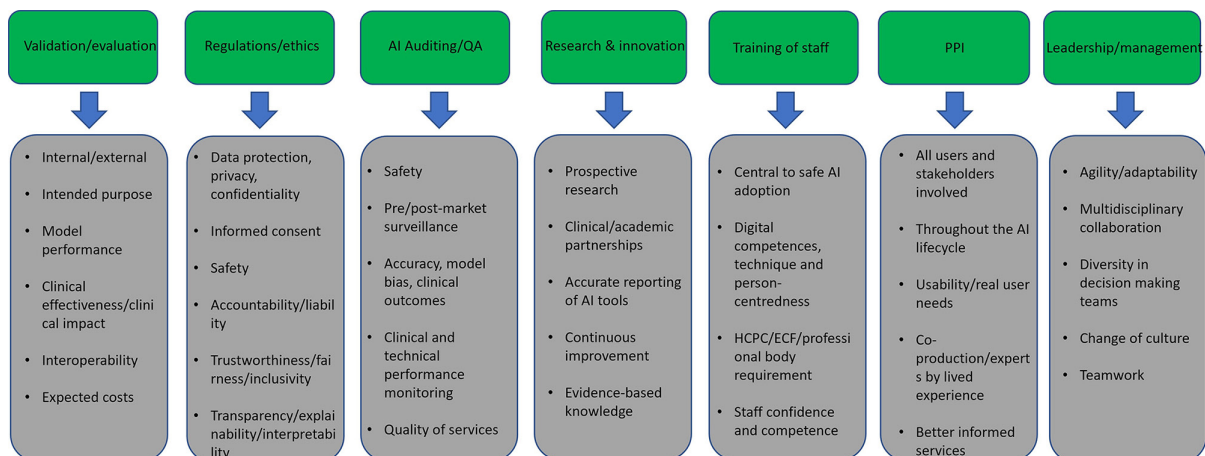 Validation/evaluation
Regulations/ethics
AI Auditing/QA
Research & innovation
Training of staff
PPI
Leadership/management
• Internal/external
• Intended purpose
• Model
performance
• Clinical
effectiveness/clini
cal impact
• Interoperability
• Expected costs
• Data protection,
privacy,
confidentiality
• Informed consent
• Safety
• Accountability/liabil
ity
• Trustworthiness/fai
rness/inclusivity
• Transparency/explai
nability/interpretabi
lity
• Safety
• Pre/post-market
surveillance
• Accuracy, model
bias, clinical
outcomes
• Clinical and
technical
performance
monitoring
• Quality of services
• Prospective
research
• Clinical/academic
partnerships
• Accurate reporting
of AI tools
• Continuous
improvement
• Evidence-based
knowledge
• Central to safe AI
adoption
• Digital
competences,
technique and
person-
centredness
• HCPC/ECF/professi
onal body
requirement
• Staff confidence
and competence
• All users and
stakeholders
involved
• Throughout the AI
lifecycle
• Usability/real user
needs
• Co-
production/expert
s by lived
experience
• Better informed
services
• Agility/adaptability
• Multidisciplinary
collaboration
• Diversity in
decision making
teams
• Change of culture
• Teamwork